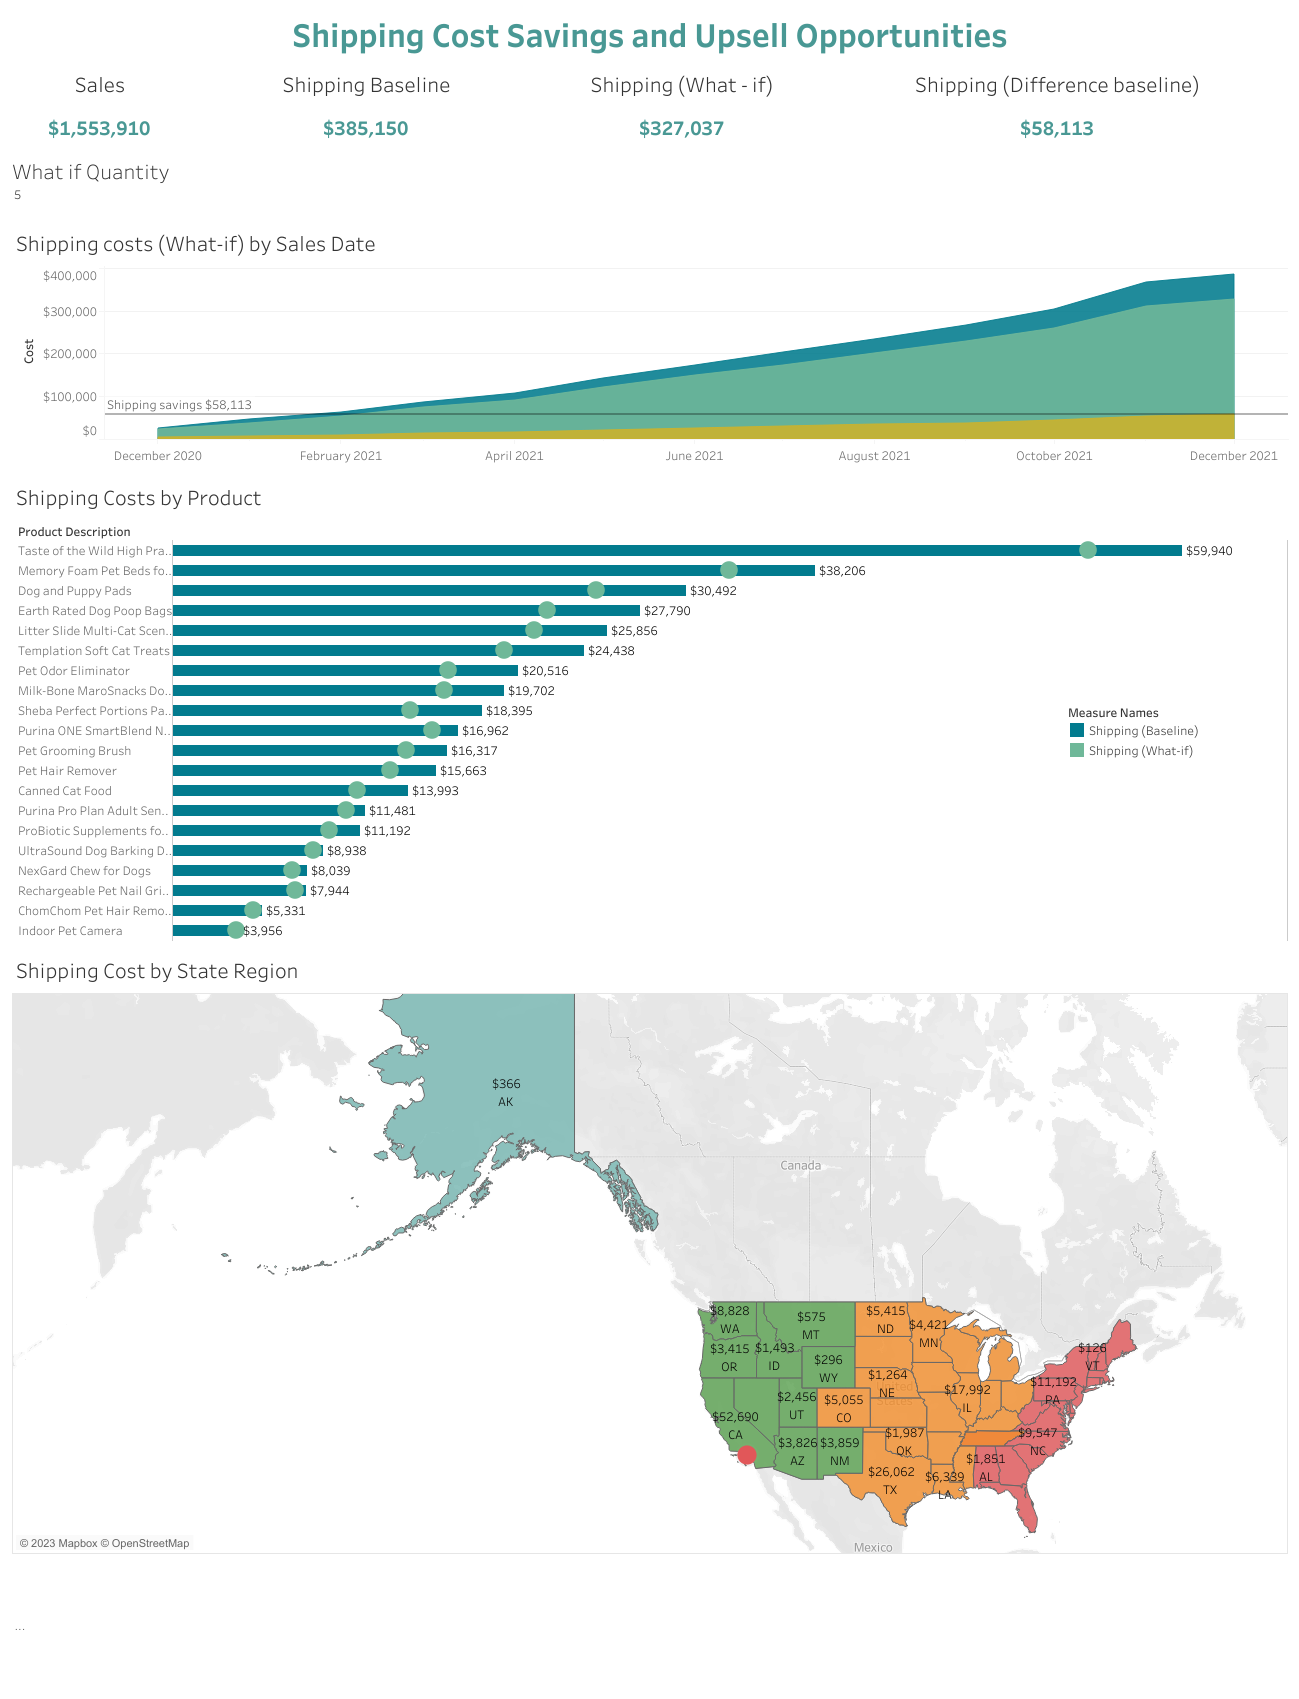 Shipping Cost Savings and Upsell Opportunities
Sales
Shipping Baseline
Shipping (What - if)
Shipping (Difference baseline)
$1,553,910
$385,150
$327,037
$58,113
What if Quantity
5
Shipping costs (What-if) by Sales Date
Cost
$400,000
$300,000
$200,000
$100,000
$0
Shipping savings $58,113
December 2020
February 2021
April 2021
June 2021
August 2021
October 2021
December 2021
Shipping Costs by Product
Product Description
Taste of the Wild High Pra.. $59,940
Memory Foam Pet Beds fo.. $38,206
Dog and Puppy Pads $30,492
Earth Rated Dog Poop Bags $27,790
Litter Slide Multi-Cat Scen.. $25,856
Templation Soft Cat Treats $24,438
Pet Odor Eliminator $20,516
Milk-Bone MaroSnacks Do.. $19,702
Sheba Perfect Portions Pa.. $18,395
Purina ONE SmartBlend N.. $16,962
Pet Grooming Brush $16,317
Pet Hair Remover $15,663
Canned Cat Food $13,993
Purina Pro Plan Adult Sen.. $11,481
ProBiotic Supplements fo.. $11,192
UltraSound Dog Barking D.. $8,938
NexGard Chew for Dogs $8,039
Rechargeable Pet Nail Gri.. $7,944
ChomChom Pet Hair Remo.. $5,331
Indoor Pet Camera $3,956
Measure Names
Shipping (Baseline)
Shipping (What-if)
Shipping Cost by State Region
$366
AK
Canada
$8,828
WA
$575
MT
$5,415
ND
$4,421
MN
$3,415
OR
$1,493
ID
$296
WY
$1,264
NE
$126
VT
$11,192
PA
$17,992
IL
$2,456
UT
$5,055
CO
$52,690
CA
$3,826
AZ
$3,859
NM
$1,987
OK
$9,547
NC
$1,851
AL
$26,062
TX
$6,339
LA
United
States
Mexico
© 2023 Mapbox © OpenStreetMap
...